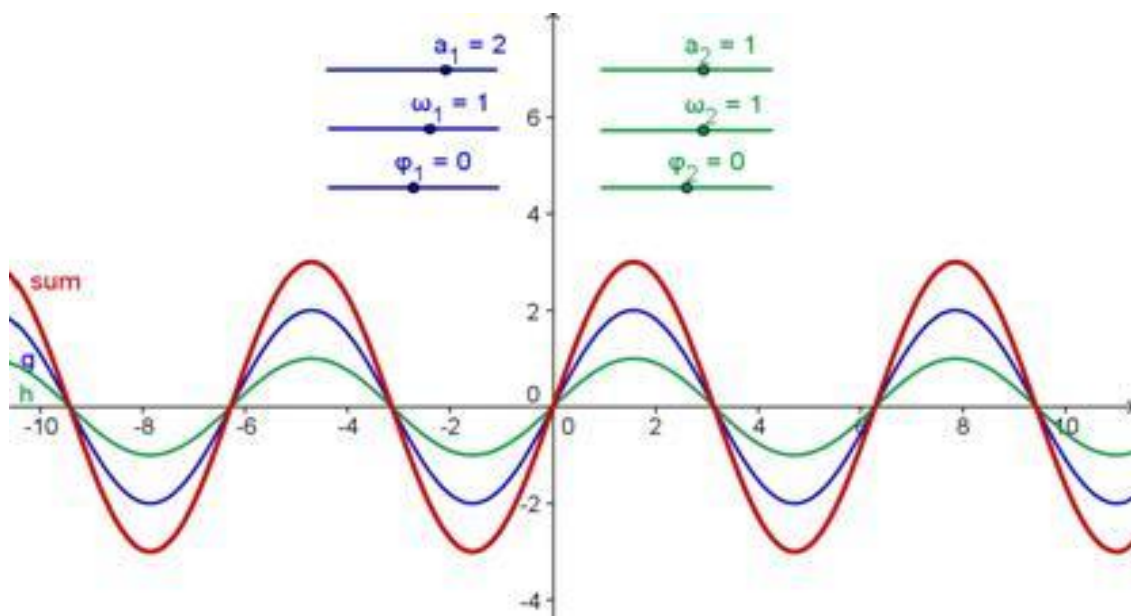 a₁ = 2
a₂ = 1
ω₁ = 1
ω₂ = 1
6
φ₁ = 0
φ₂ = 0
4
sum
2
g
h
0
-10 -8 -6 -4 -2 0 2 4 6 8 10
-2
-4